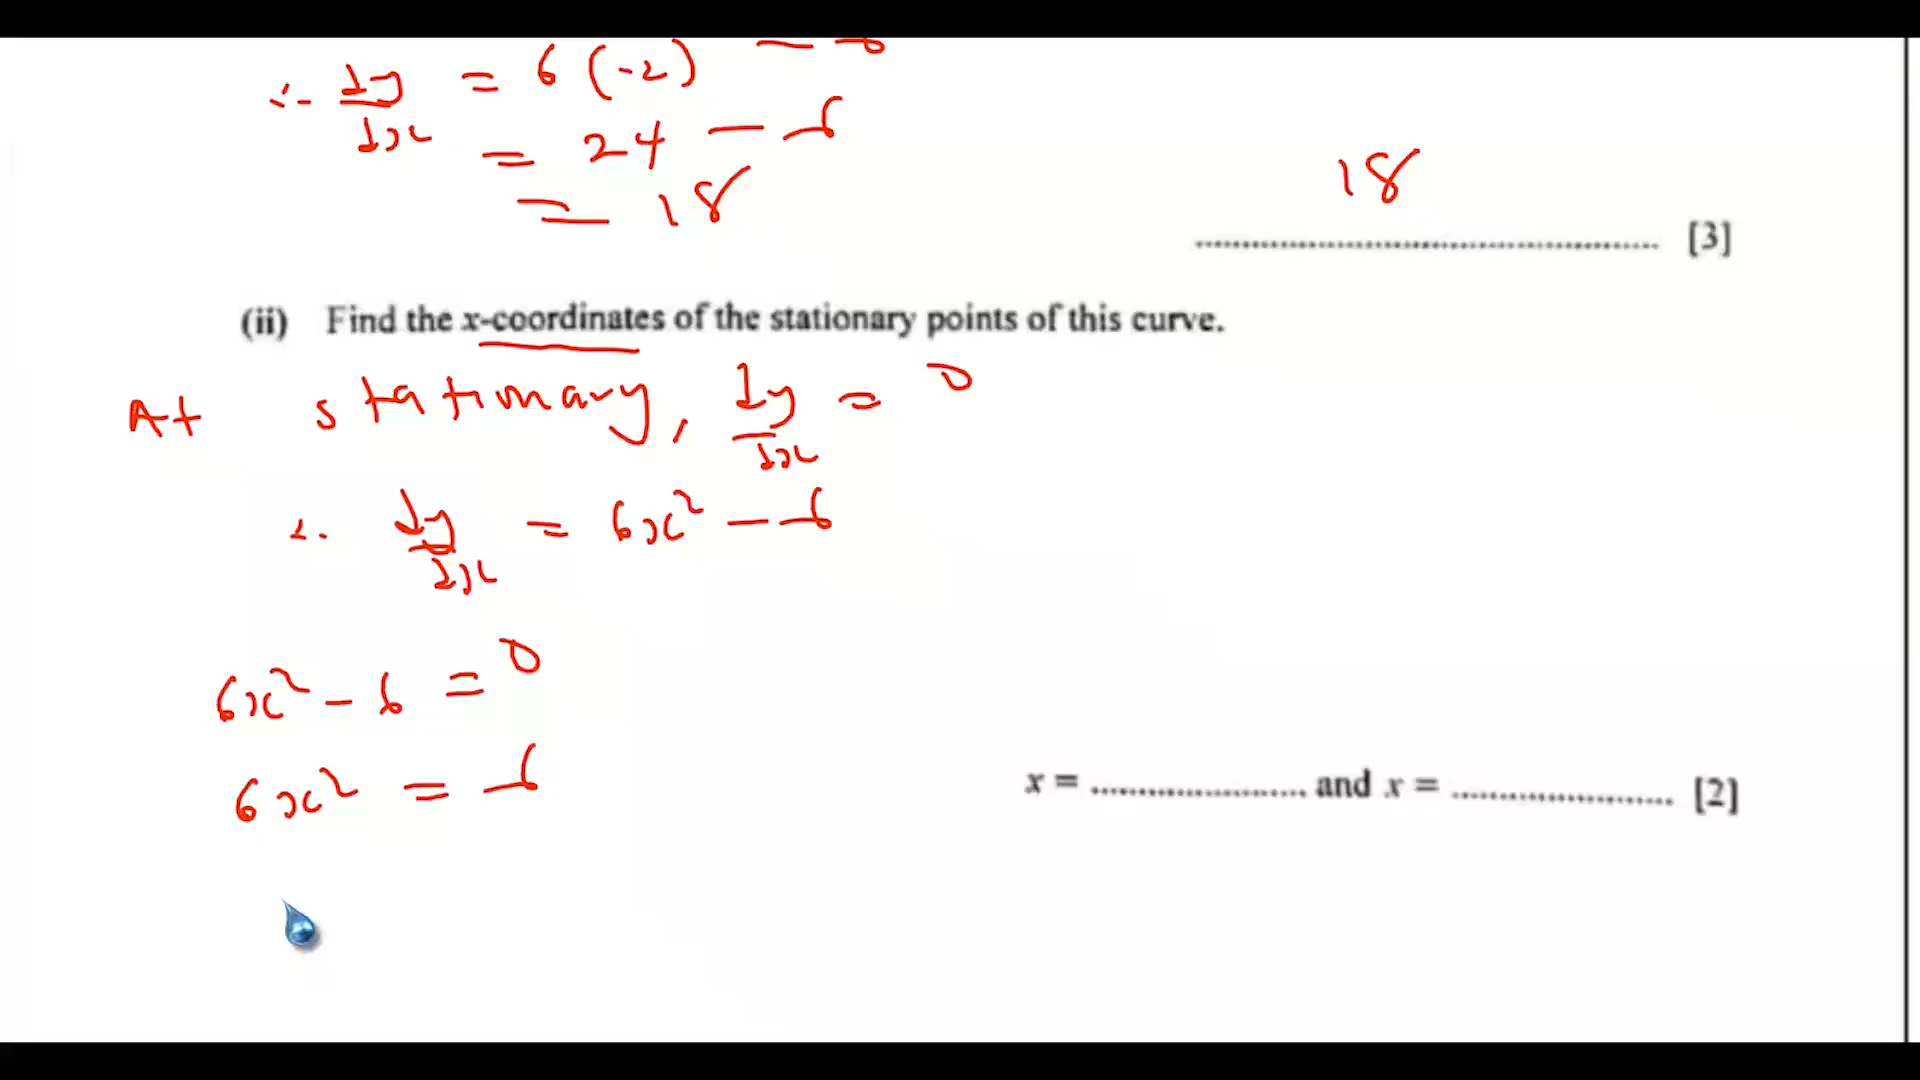 ∴ dy/dx = 6(-2) - 6
= 24 - 6
= 18
18
[3]
(ii) Find the x-coordinates of the stationary points of this curve.
At stationary, dy/dx = 0
∴ dy/dx = 6x² - 6
6x² - 6 = 0
6x² = 6
x = ........................ and x = ........................ [2]